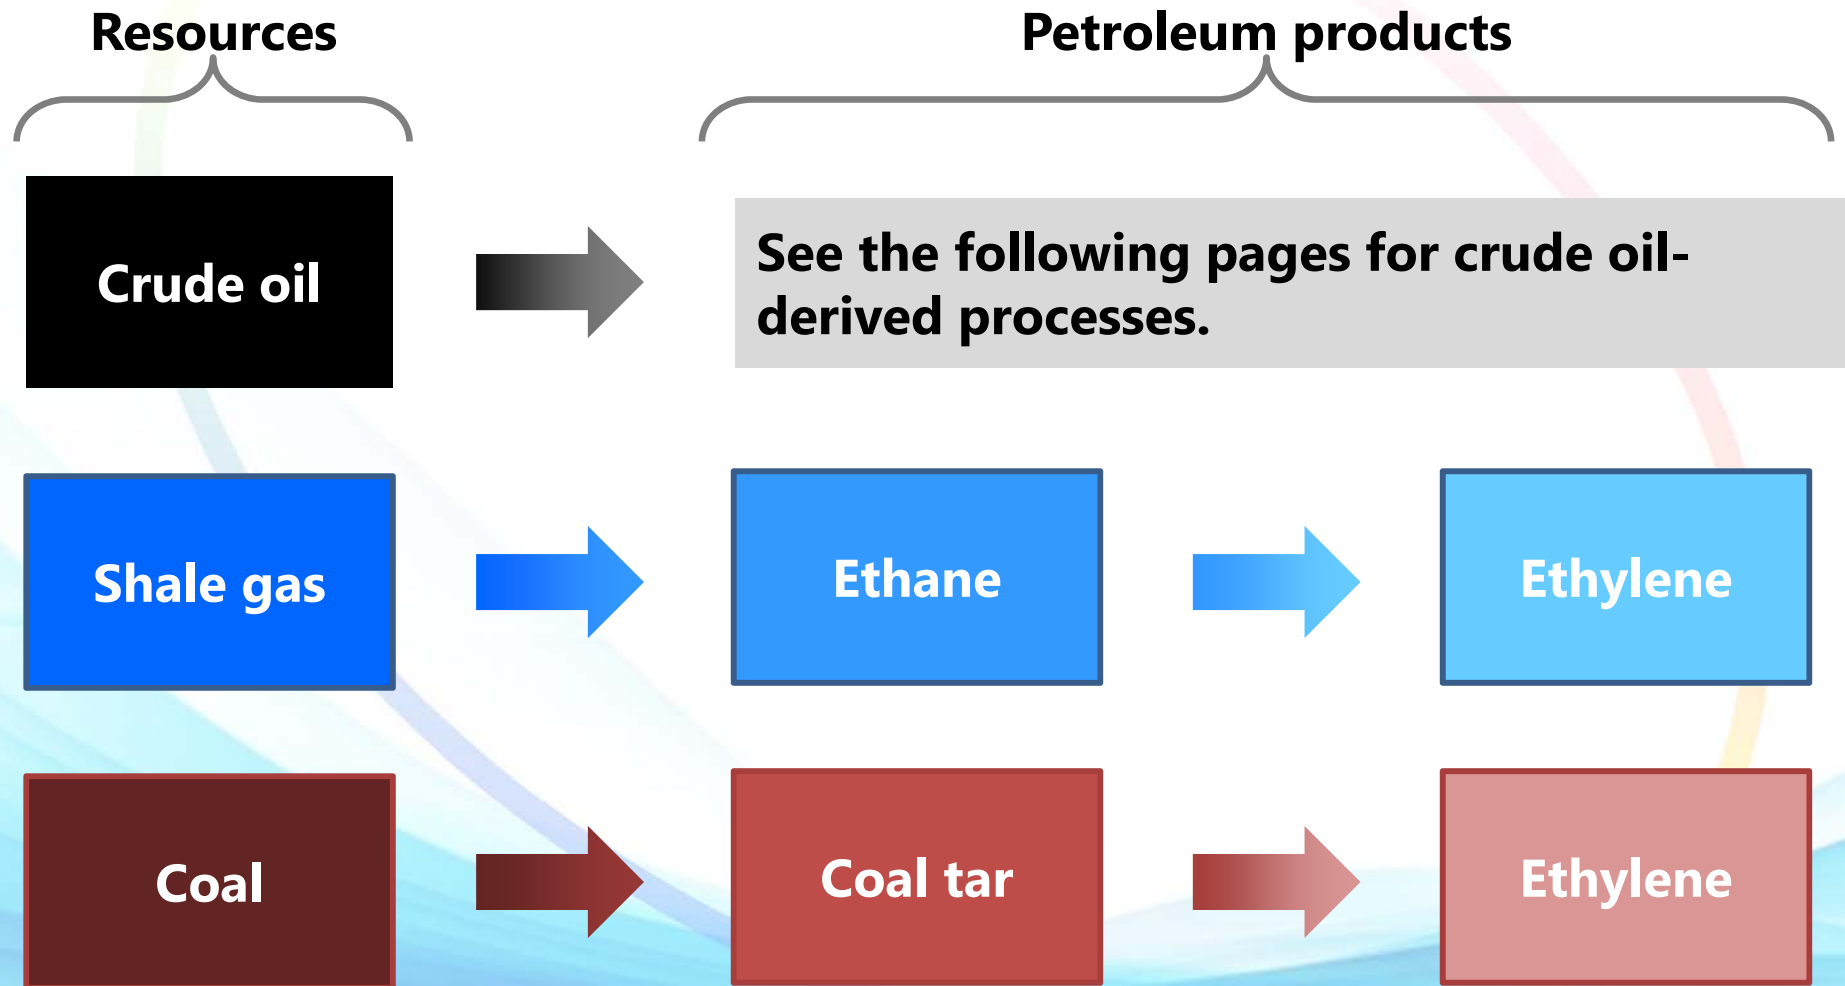 Resources
Petroleum products
Crude oil
See the following pages for crude oil-
derived processes.
Shale gas
Ethane
Ethylene
Coal
Coal tar
Ethylene